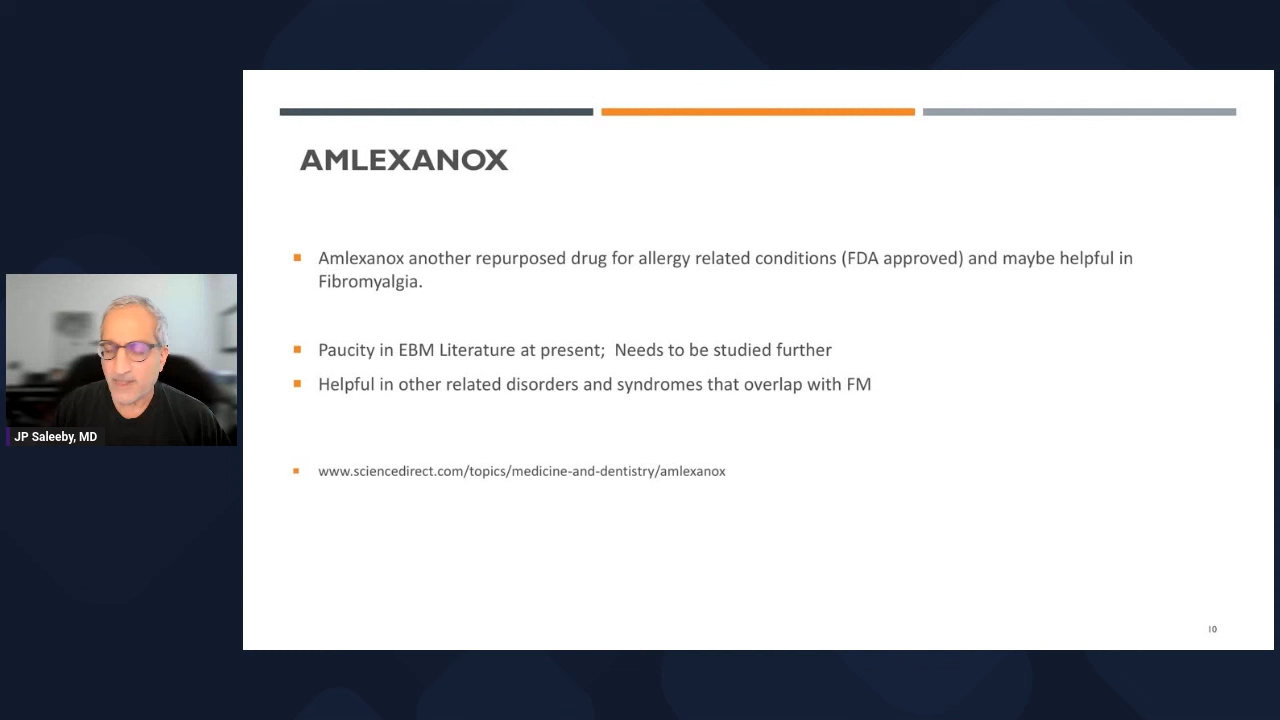 AMLEXANOX
Amlexanox another repurposed drug for allergy related conditions (FDA approved) and maybe helpful in
Fibromyalgia.
Paucity in EBM Literature at present; Needs to be studied further
Helpful in other related disorders and syndromes that overlap with FM
www.sciencedirect.com/topics/medicine-and-dentistry/amlexanox
10
JP Saleeby, MD